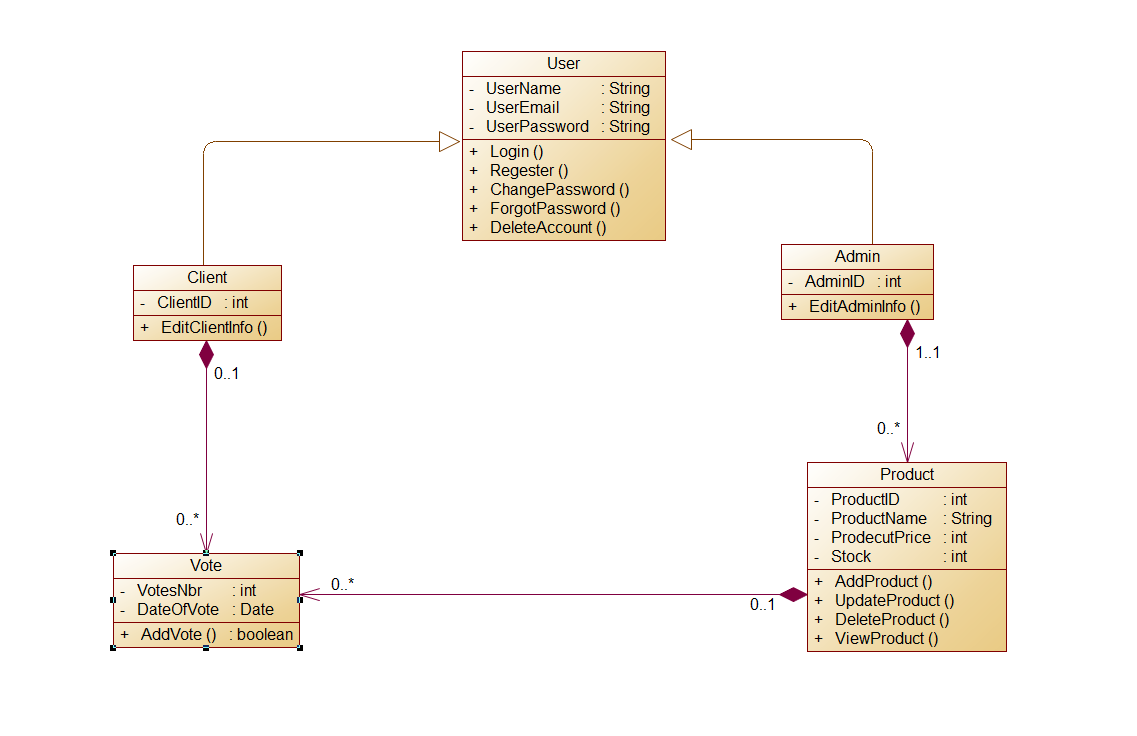 User
- UserName : String
- UserEmail : String
- UserPassword : String
+ Login ()
+ Regester ()
+ ChangePassword ()
+ ForgotPassword ()
+ DeleteAccount ()
Client
- ClientID : int
+ EditClientInfo ()
Admin
- AdminID : int
+ EditAdminInfo ()
0..1
1..1
0..*
0..*
Product
- ProductID : int
- ProductName : String
- ProdecutPrice : int
- Stock : int
+ AddProduct ()
+ UpdateProduct ()
+ DeleteProduct ()
+ ViewProduct ()
Vote
- VotesNbr : int
- DateOfVote : Date
+ AddVote () : boolean
0..*
0..1